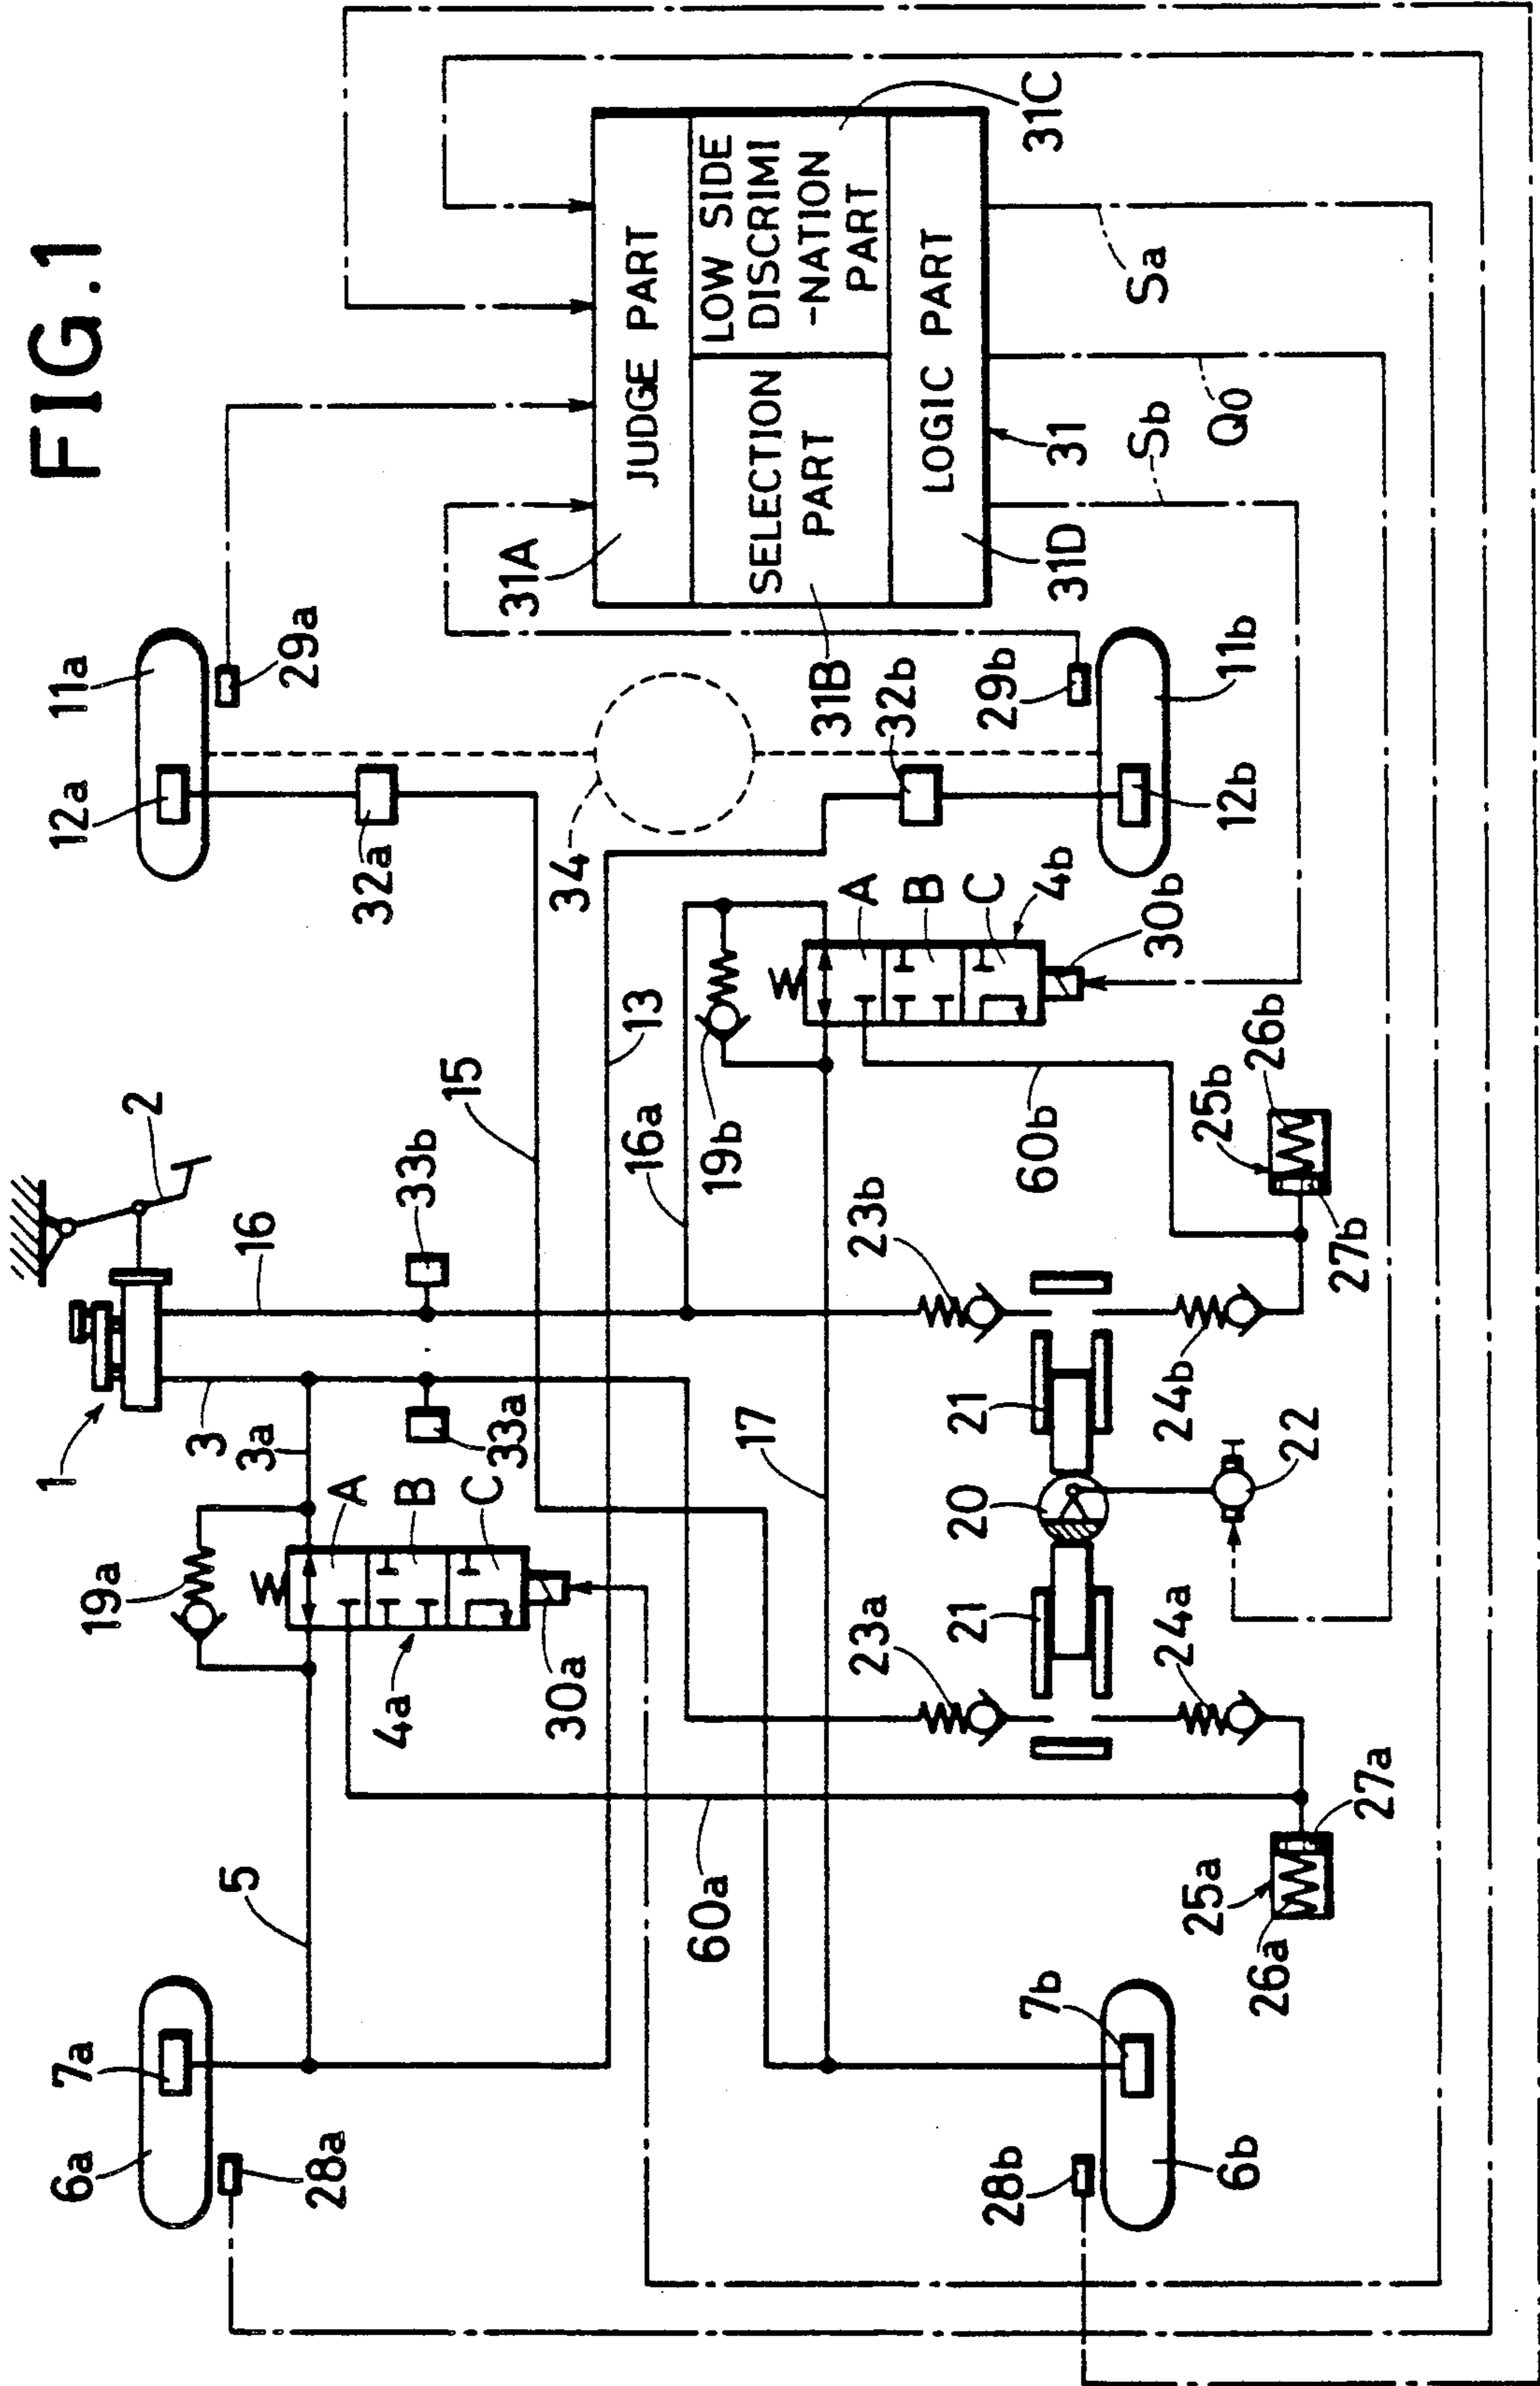 FIG.1
6a
7a
28a
5
19a
4a
A
B
C
30a
1
3
3a
33a
16
2
33b
15
13
16a
19b
12a
11a
29a
32a
34
31A
JUDGE PART
SELECTION
PART
LOW SIDE
DISCRIMI
-NATION
PART
LOGIC PART
31B
31C
31D
31
Sa
Q0
Sb
32b
29b
11b
12b
A
B
C
4b
30b
60b
17
60a
23a
23b
21
20
21
24a
24b
22
25a
26a
27a
25b
26b
27b
28b
7b
6b